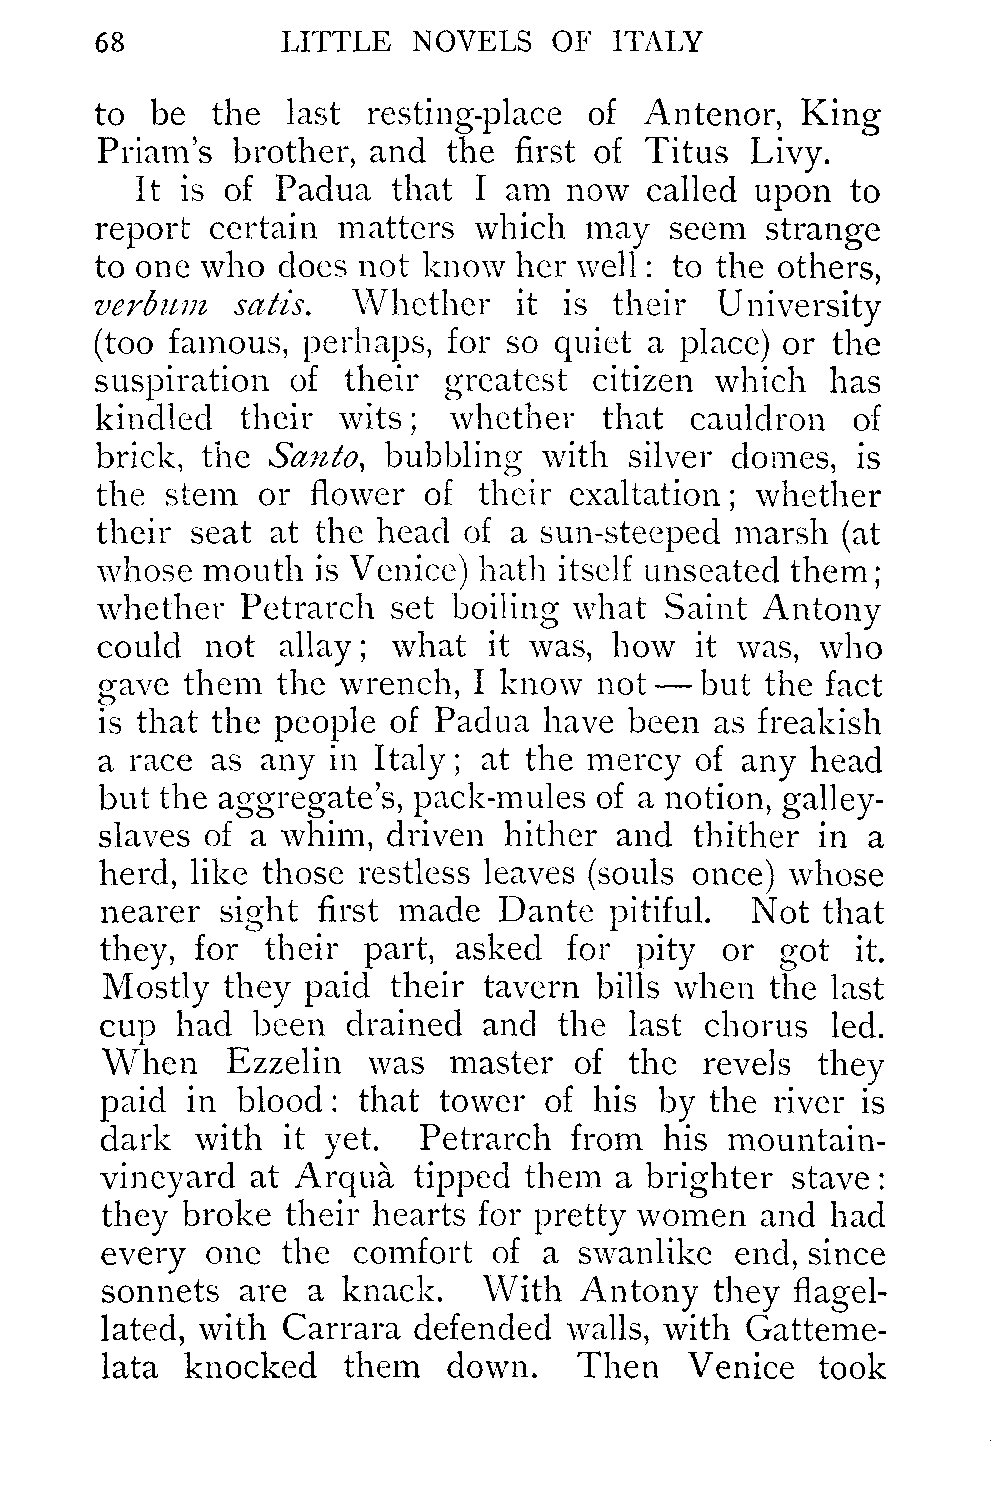 68 LITTLE NOVELS OF ITALY
to be the last resting-place of Antenor, King
Priam's brother, and the first of Titus Livy.
It is of Padua that I am now called upon to
report certain matters which may seem strange
to one who does not know her well: to the others,
verbum satis. Whether it is their University
(too famous, perhaps, for so quiet a place) or the
suspiration of their greatest citizen which has
kindled their wits; whether that cauldron of
brick, the Santo, bubbling with silver domes, is
the stem or flower of their exaltation; whether
their seat at the head of a sun-steeped marsh (at
whose mouth is Venice) hath itself unseated them;
whether Petrarch set boiling what Saint Antony
could not allay; what it was, how it was, who
gave them the wrench, I know not — but the fact
is that the people of Padua have been as freakish
a race as any in Italy; at the mercy of any head
but the aggregate's, pack-mules of a notion, galley-
slaves of a whim, driven hither and thither in a
herd, like those restless leaves (souls once) whose
nearer sight first made Dante pitiful. Not that
they, for their part, asked for pity or got it.
Mostly they paid their tavern bills when the last
cup had been drained and the last chorus led.
When Ezzelin was master of the revels they
paid in blood: that tower of his by the river is
dark with it yet. Petrarch from his mountain-
vineyard at Arquà tipped them a brighter stave:
they broke their hearts for pretty women and had
every one the comfort of a swanlike end, since
sonnets are a knack. With Antony they flagel-
lated, with Carrara defended walls, with Gatteme-
lata knocked them down. Then Venice took